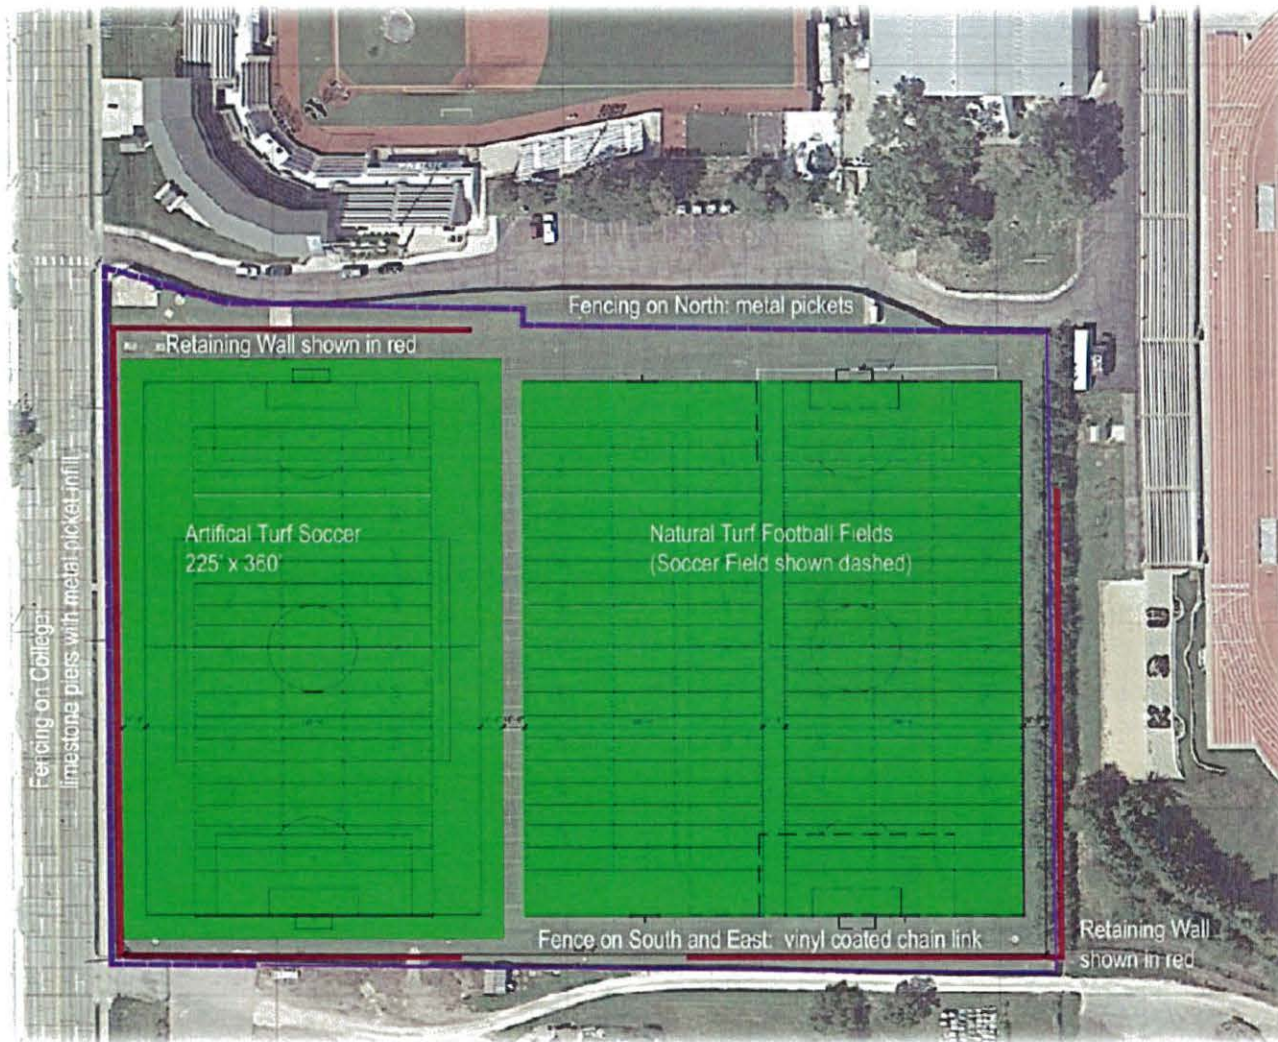 Fencing on North: metal pickets
Retaining Wall shown in red
Artifical Turf Soccer
225' x 360'
Natural Turf Football Fields
(Soccer Field shown dashed)
Fencing on College:
limestone piers with metal picket infill
Fence on South and East: vinyl coated chain link
Retaining Wall
shown in red